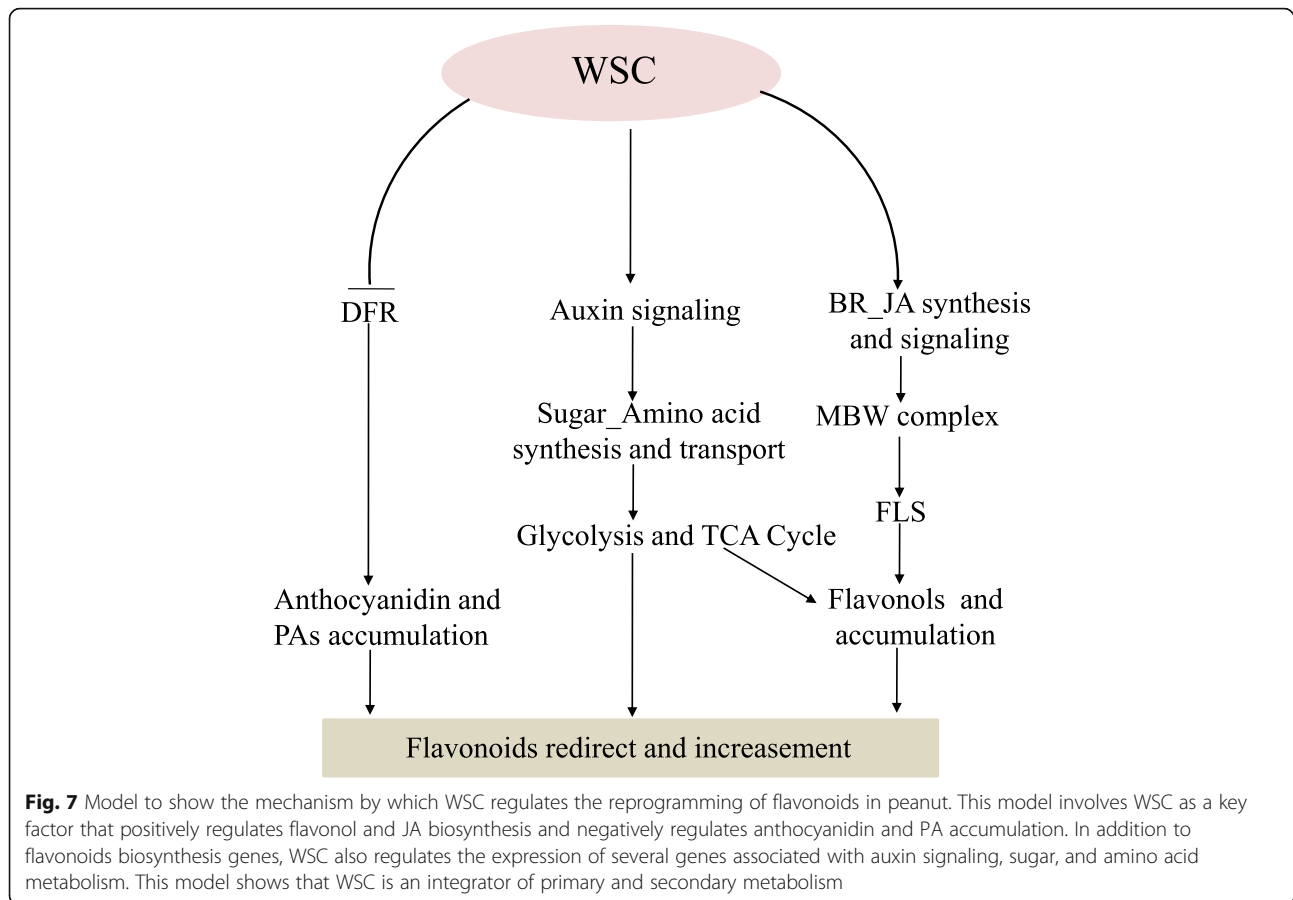 WSC
DFR
Auxin signaling
BR_JA synthesis
and signaling
Sugar_Amino acid
synthesis and transport
MBW complex
FLS
Glycolysis and TCA Cycle
Anthocyanidin and
PAs accumulation
Flavonols and
accumulation
Flavonoids redirect and increasement
Fig. 7 Model to show the mechanism by which WSC regulates the reprogramming of flavonoids in peanut. This model involves WSC as a key
factor that positively regulates flavonol and JA biosynthesis and negatively regulates anthocyanidin and PA accumulation. In addition to
flavonoids biosynthesis genes, WSC also regulates the expression of several genes associated with auxin signaling, sugar, and amino acid
metabolism. This model shows that WSC is an integrator of primary and secondary metabolism